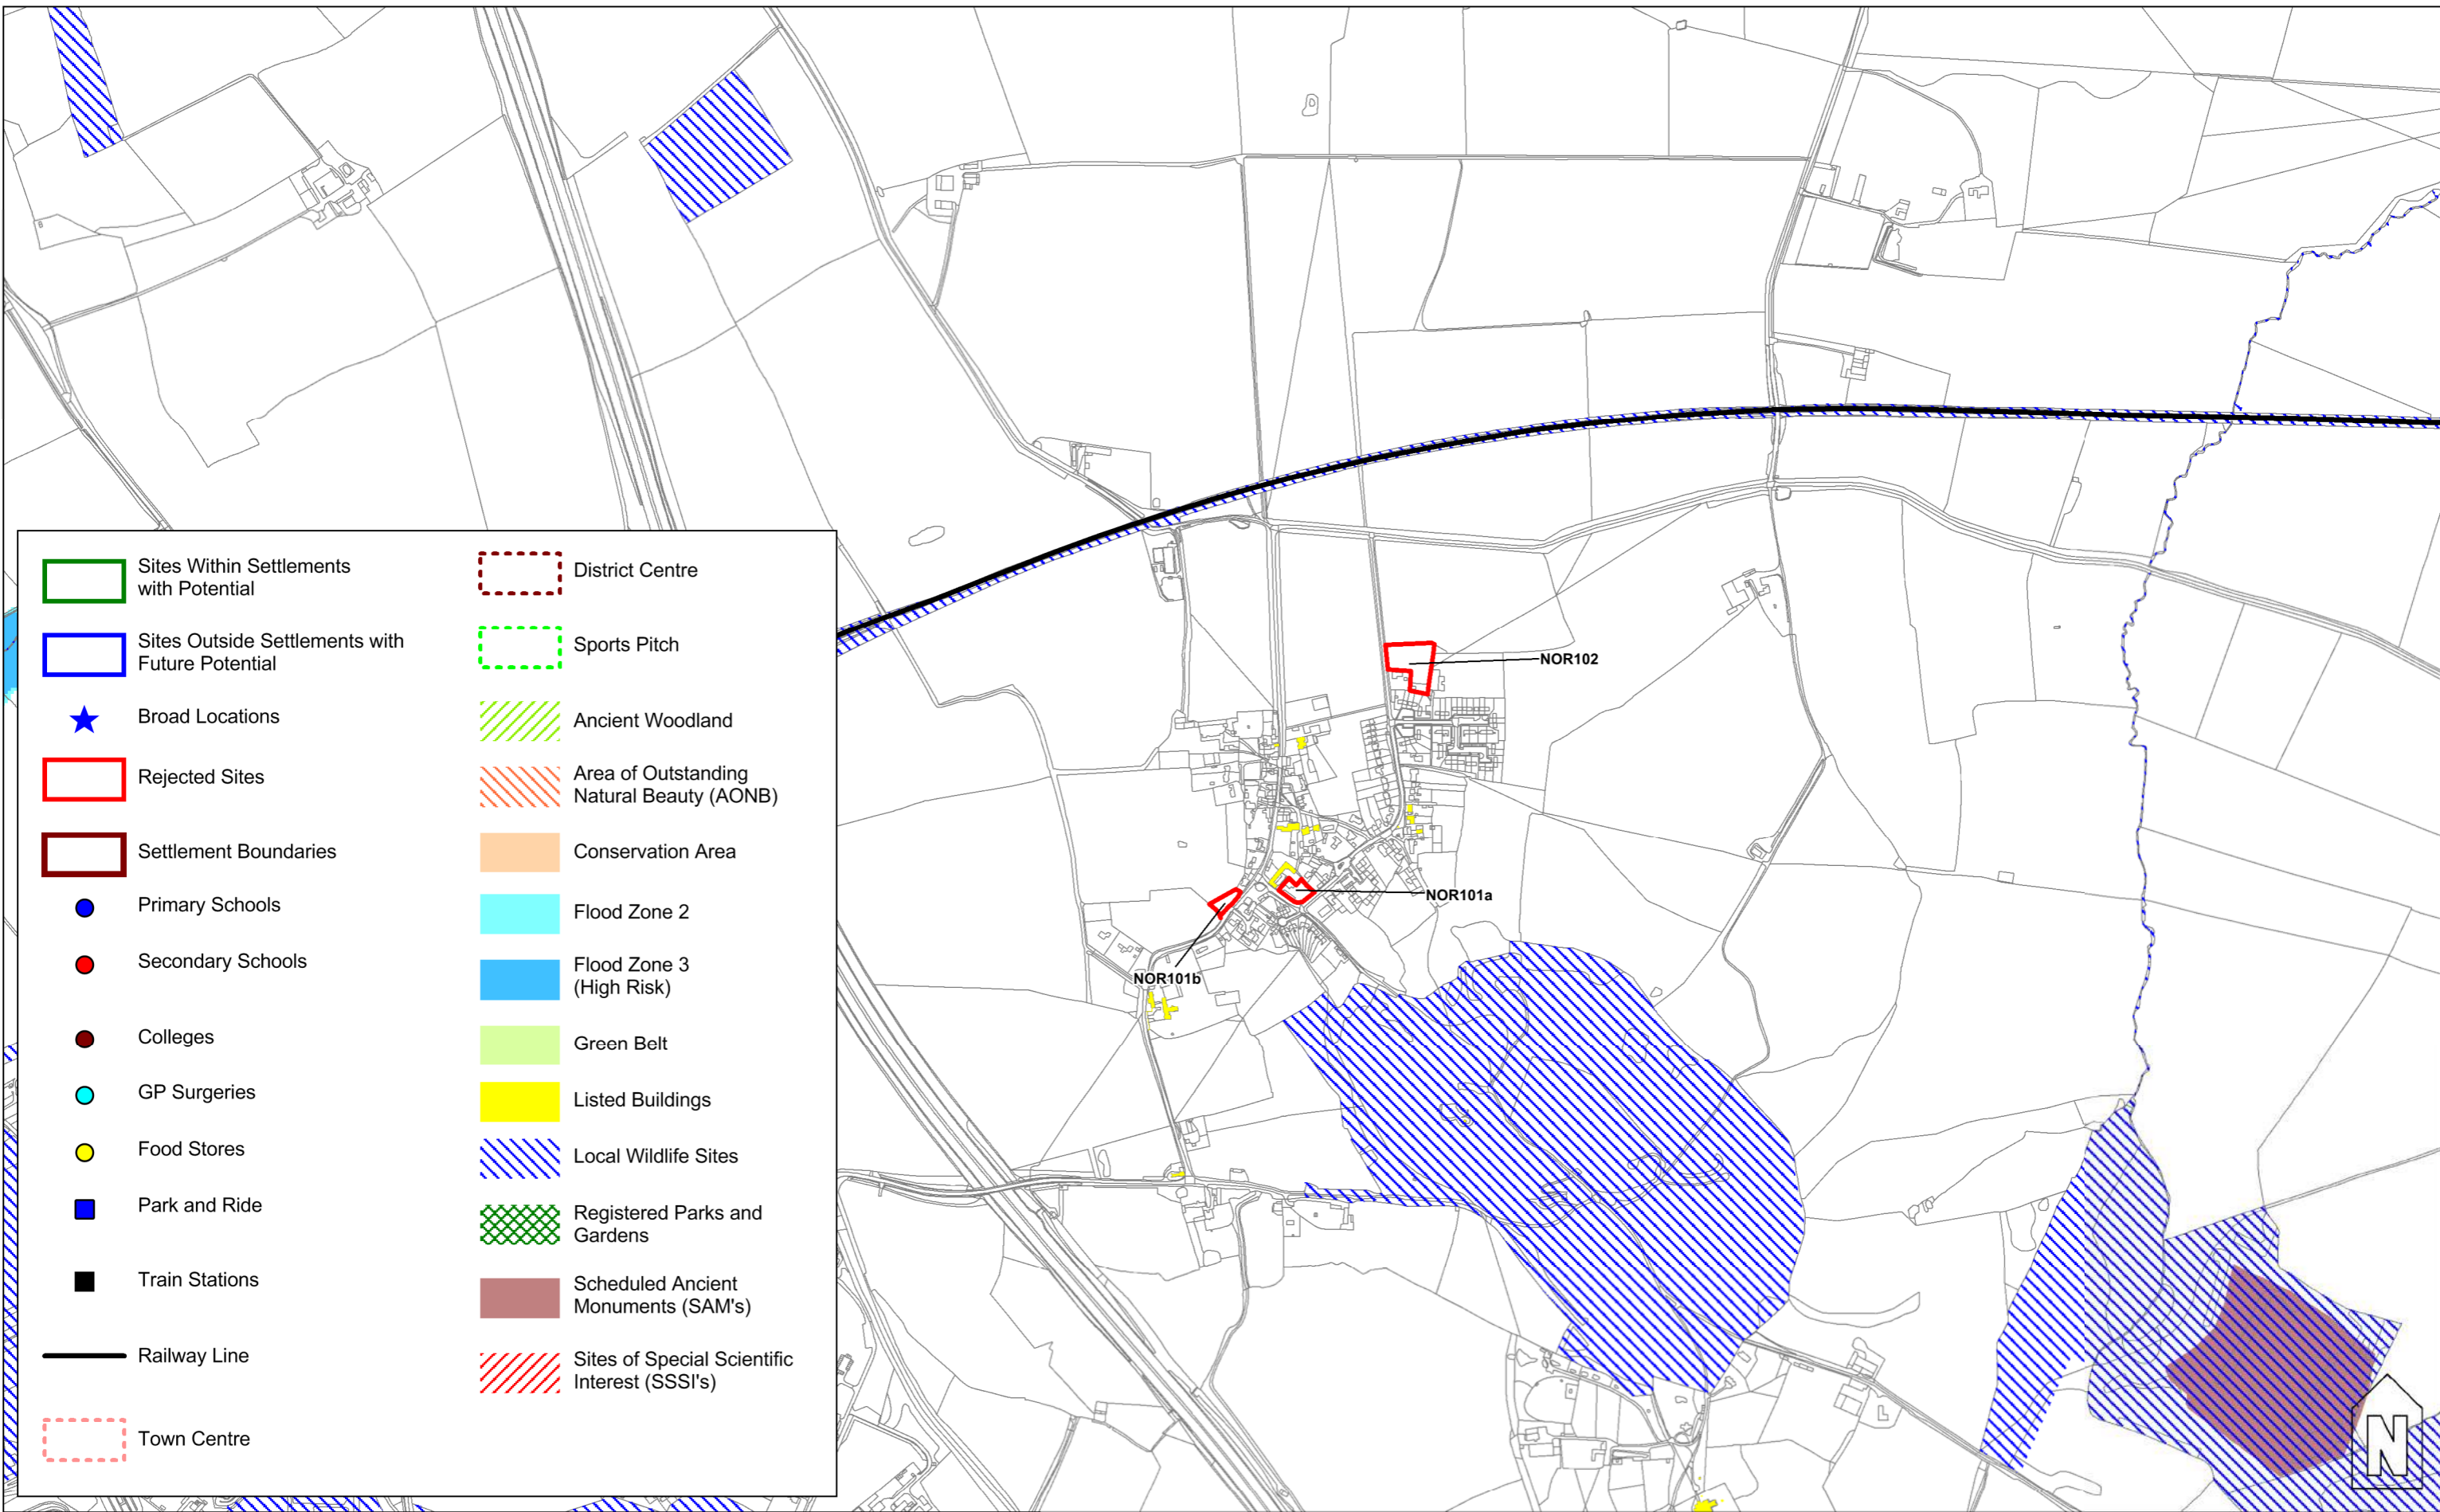 Sites Within Settlements
with Potential
Sites Outside Settlements with
Future Potential
Broad Locations
Rejected Sites
Settlement Boundaries
Primary Schools
Secondary Schools
Colleges
GP Surgeries
Food Stores
Park and Ride
Train Stations
Railway Line
Town Centre
District Centre
Sports Pitch
Ancient Woodland
Area of Outstanding
Natural Beauty (AONB)
Conservation Area
Flood Zone 2
Flood Zone 3
(High Risk)
Green Belt
Listed Buildings
Local Wildlife Sites
Registered Parks and
Gardens
Scheduled Ancient
Monuments (SAM's)
Sites of Special Scientific
Interest (SSSI's)
NOR102
NOR101a
NOR101b
N